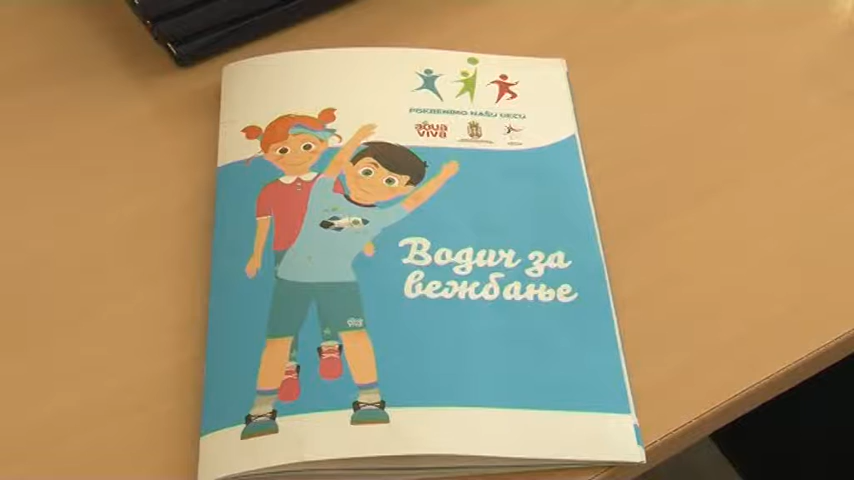 POKRENIMO NAŠU DECU
aqua
viva
Водич за
вежбање